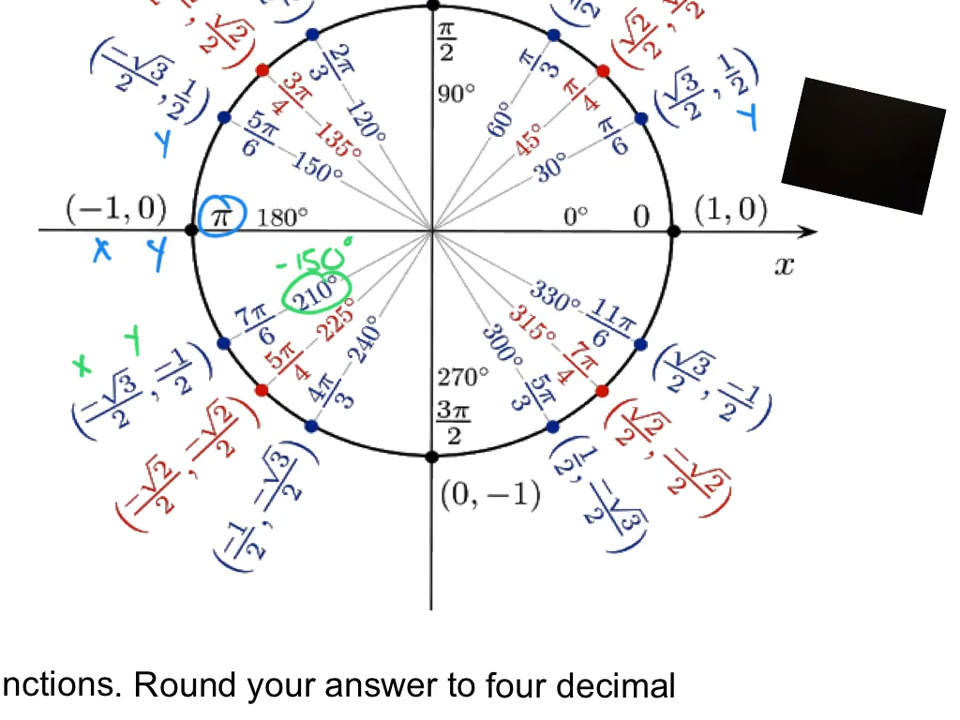 π/2
2π/3
π/3
(-√3/2, 1/2)
3π/4
90°
π/4
(√3/2, 1/2)
5π/6
135°
120°
60°
45°
π/6
Y
Y
150°
30°
(−1, 0)
π
180°
0°
0
(1, 0)
X Y
x
-150°
210°
330°
7π/6
225°
315°
11π/6
X Y
240°
300°
(-√3/2, -1/2)
5π/4
4π/3
270°
5π/3
7π/4
(√3/2, -1/2)
3π/2
(-√2/2, -√2/2)
(√2/2, -√2/2)
(-1/2, -√3/2)
(0, −1)
(1/2, -√3/2)
nctions. Round your answer to four decimal